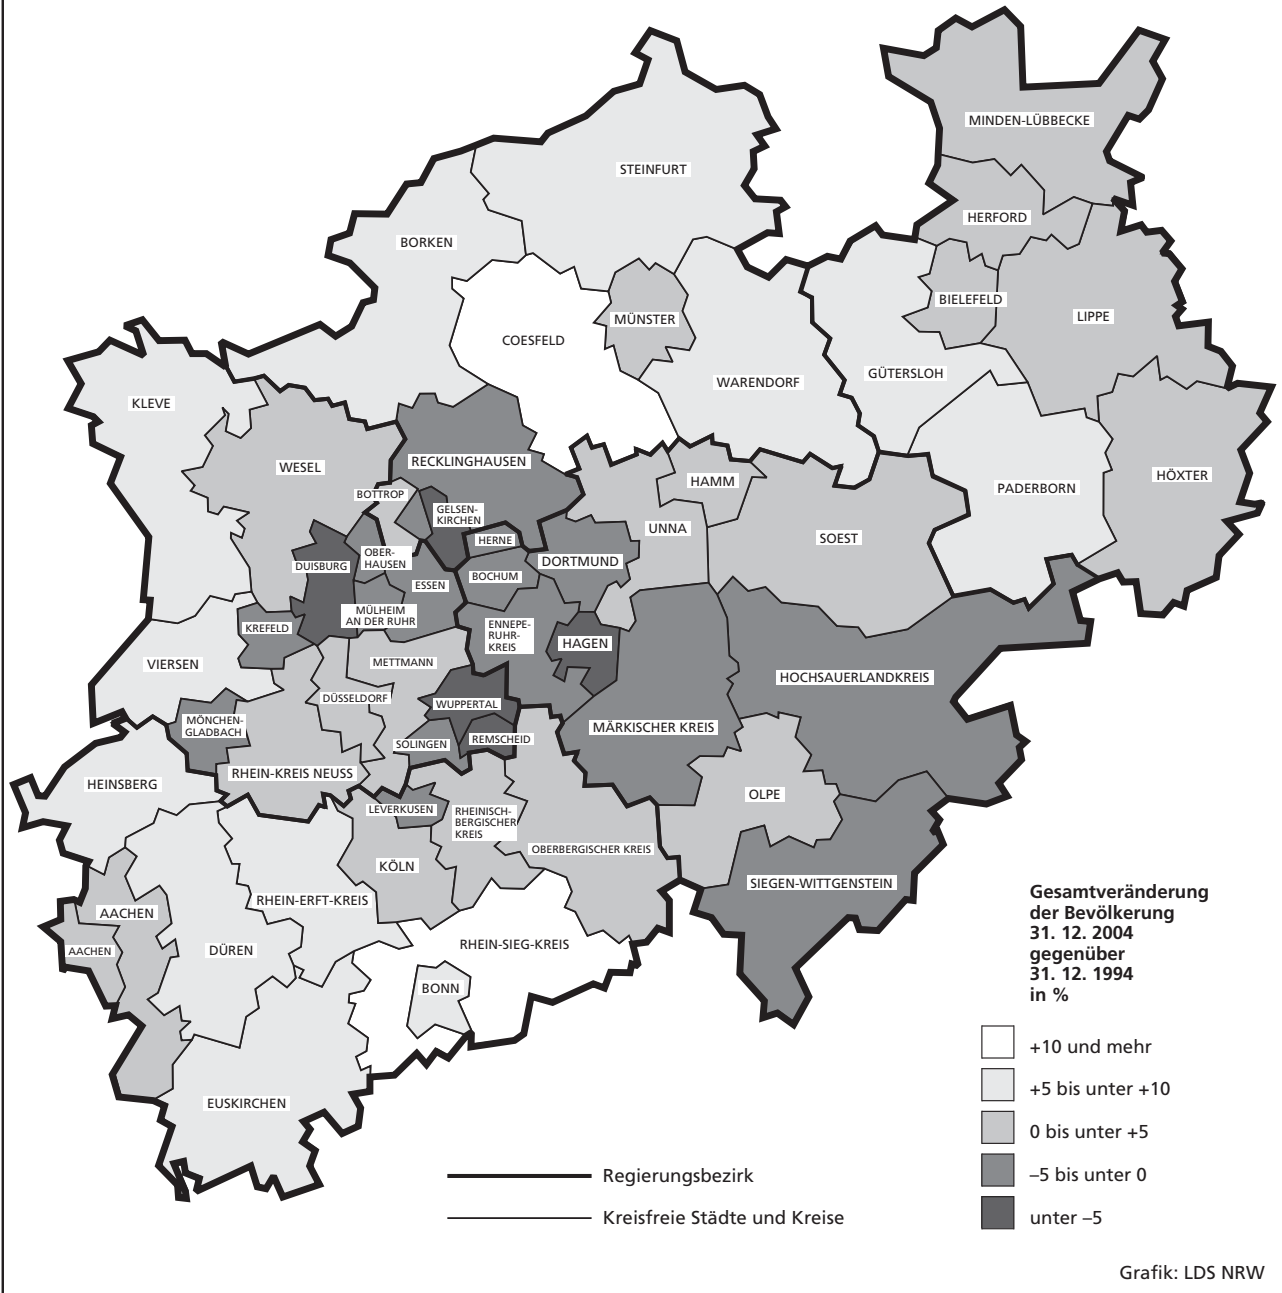 MINDEN-LÜBBECKE
STEINFURT
HERFORD
BORKEN
BIELEFELD
LIPPE
MÜNSTER
COESFELD
GÜTERSLOH
WARENDORF
KLEVE
RECKLINGHAUSEN
WESEL
HÖXTER
HAMM
PADERBORN
BOTTROP
GELSEN-
KIRCHEN
UNNA
SOEST
HERNE
OBER-
HAUSEN
DORTMUND
DUISBURG
BOCHUM
ESSEN
MÜLHEIM
AN DER RUHR
KREFELD
ENNEPE-
RUHR-
KREIS
HAGEN
VIERSEN
METTMANN
HOCHSAUERLANDKREIS
DÜSSELDORF
WUPPERTAL
MÖNCHEN-
GLADBACH
MÄRKISCHER KREIS
SOLINGEN
REMSCHEID
RHEIN-KREIS NEUSS
HEINSBERG
OLPE
LEVERKUSEN
RHEINISCH-
BERGISCHER
KREIS
OBERBERGISCHER KREIS
KÖLN
SIEGEN-WITTGENSTEIN
RHEIN-ERFT-KREIS
AACHEN
RHEIN-SIEG-KREIS
AACHEN
DÜREN
BONN
EUSKIRCHEN
Gesamtveränderung
der Bevölkerung
31. 12. 2004
gegenüber
31. 12. 1994
in %
+10 und mehr
+5 bis unter +10
0 bis unter +5
–5 bis unter 0
unter –5
Regierungsbezirk
Kreisfreie Städte und Kreise
Grafik: LDS NRW